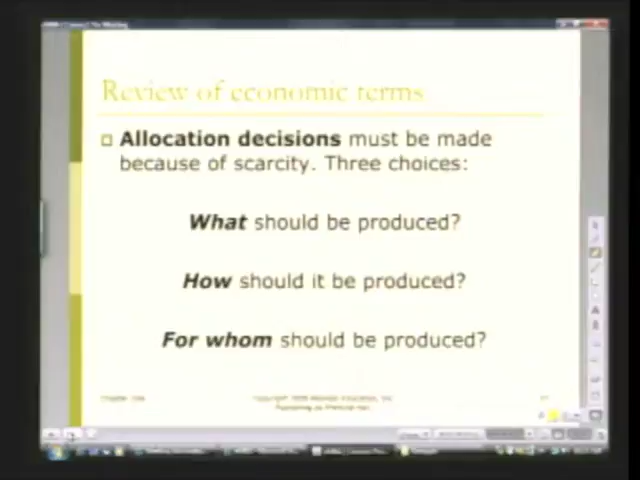 Review of economic terms
Allocation decisions must be made
because of scarcity. Three choices:
What should be produced?
How should it be produced?
For whom should be produced?